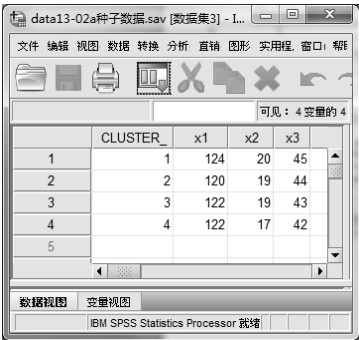 data13-02a种子数据.sav [数据集3] - I...
文件 编辑 视图 数据 转换 分析 直销 图形 实用程 窗口( 帮
可见: 4变量的 4
CLUSTER_ x1 x2 x3
1 1 124 20 45
2 2 120 19 44
3 3 122 19 43
4 4 122 17 42
5
数据视图 变量视图
IBM SPSS Statistics Processor 就绪